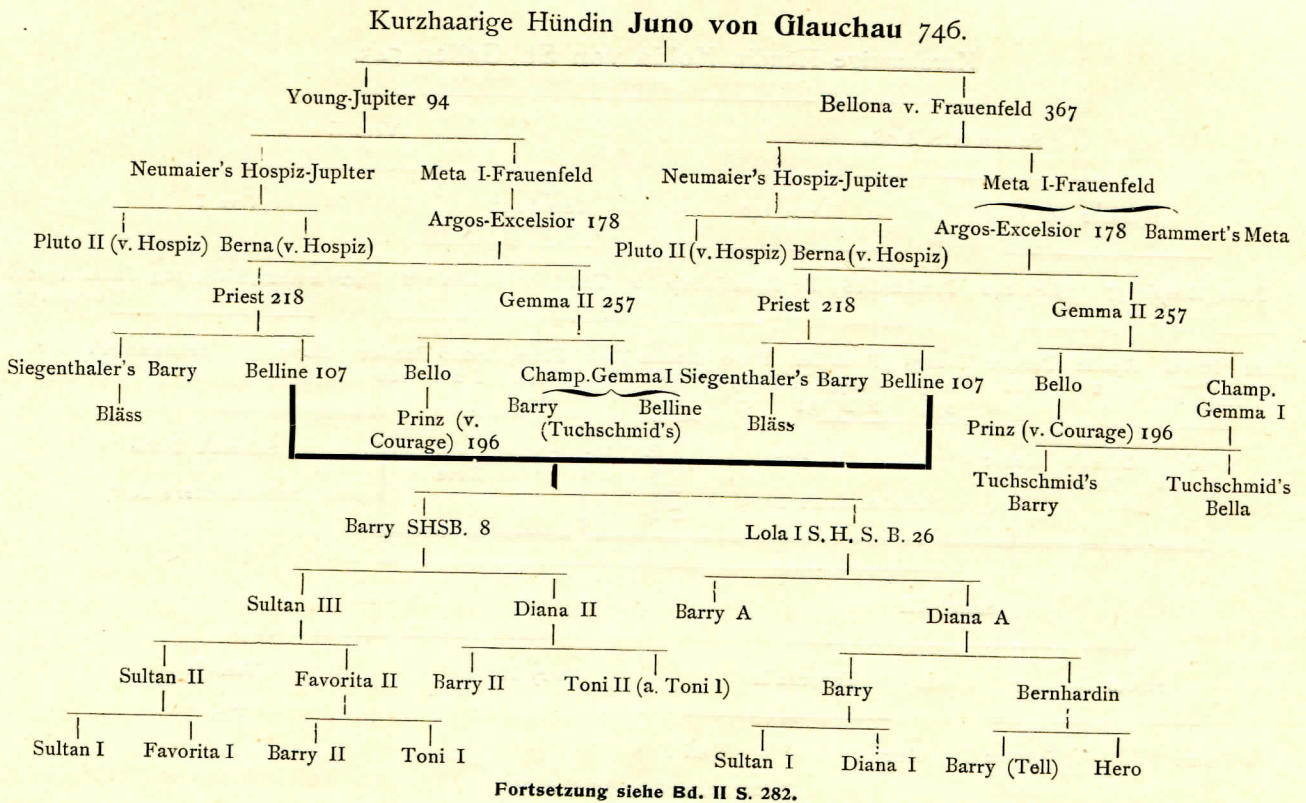 Kurzhaarige Hündin Juno von Glauchau 746.
Young-Jupiter 94
Bellona v. Frauenfeld 367
Neumaier's Hospiz-Juplter
Meta I-Frauenfeld
Neumaier's Hospiz-Jupiter
Meta I-Frauenfeld
Pluto II (v. Hospiz)
Berna (v. Hospiz)
Argos-Excelsior 178
Pluto II (v. Hospiz)
Berna (v. Hospiz)
Argos-Excelsior 178
Bammert's Meta
Priest 218
Gemma II 257
Priest 218
Gemma II 257
Siegenthaler's Barry
Belline 107
Bello
Champ. Gemma I
Siegenthaler's Barry
Belline 107
Bello
Champ.
Gemma I
Bläss
Prinz (v.
Courage) 196
Barry
Belline
(Tuchschmid's)
Bläss
Prinz (v. Courage) 196
Tuchschmid's
Barry
Tuchschmid's
Bella
Barry SHSB. 8
Lola I S. H. S. B. 26
Sultan III
Diana II
Barry A
Diana A
Sultan II
Favorita II
Barry II
Toni II (a. Toni I)
Barry
Bernhardin
Sultan I
Favorita I
Barry II
Toni I
Sultan I
Diana I
Barry (Tell)
Hero
Fortsetzung siehe Bd. II S. 282.